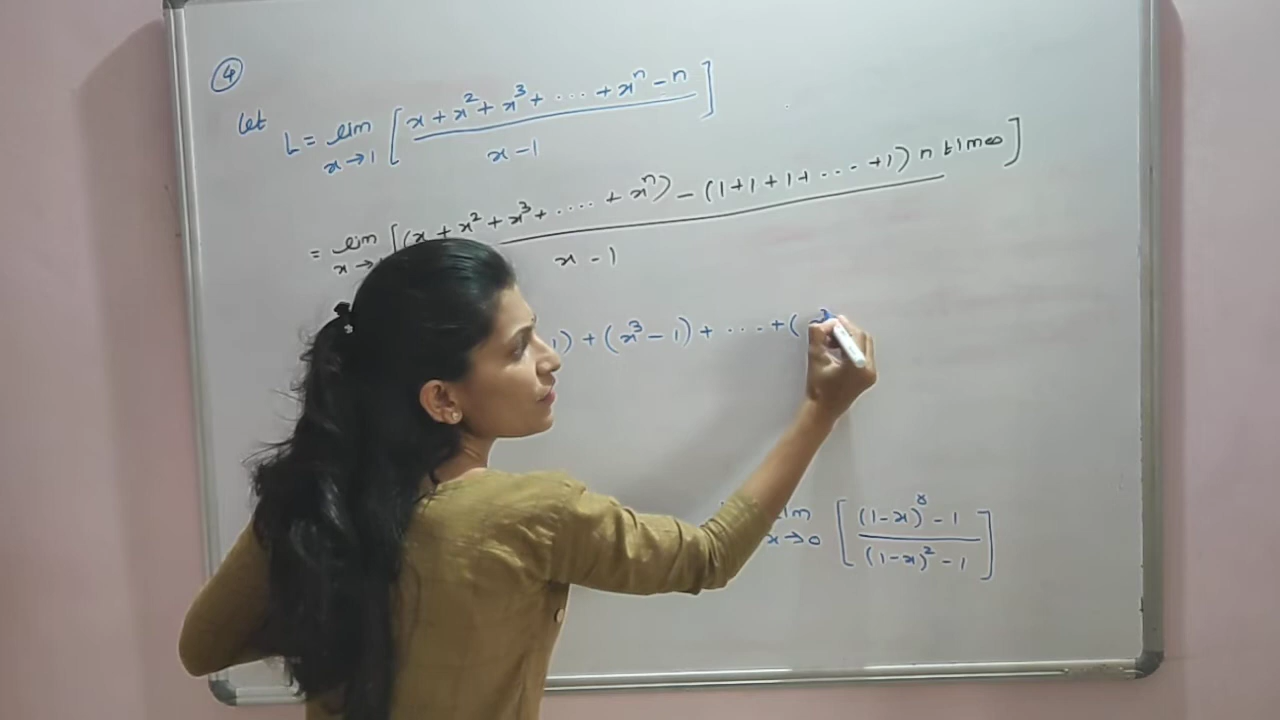 4
Let L = lim x→1 [ (x + x² + x³ + ···· + xⁿ − n) / (x − 1) ]
= lim x→ [ (x + x² + x³ + ···· + xⁿ) − (1 + 1 + 1 + ···· + 1) n times / (x − 1) ]
1) + (x³ − 1) + ···· + (
lim x→0 [ ((1−x)⁸ − 1) / ((1−x)² − 1) ]